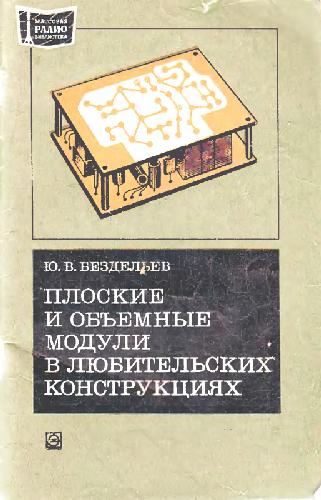 МАССОВАЯ
РАДИО
БИБЛИОТЕКА
Ю. В. БЕЗДЕЛЬЕВ
ПЛОСКИЕ
И ОБЪЕМНЫЕ
МОДУЛИ
В ЛЮБИТЕЛЬСКИХ
КОНСТРУКЦИЯХ